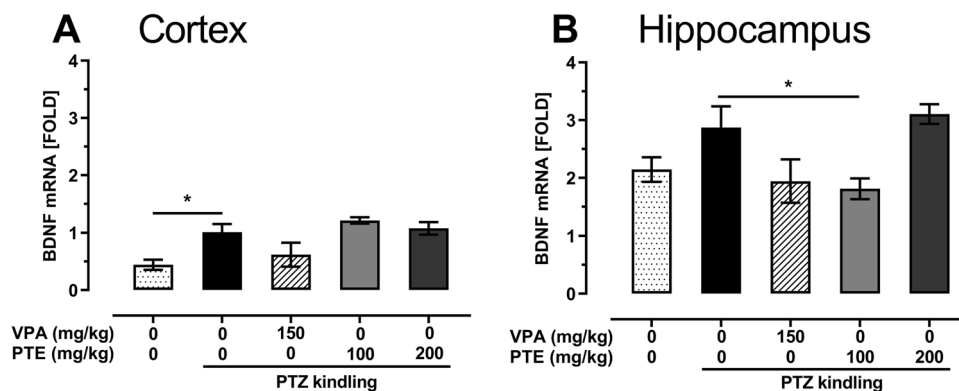 A Cortex
BDNF mRNA [FOLD]
4
3
2
1
0
*
VPA (mg/kg) 0 0 150 0 0
PTE (mg/kg) 0 0 0 100 200
PTZ kindling
B Hippocampus
BDNF mRNA [FOLD]
4
3
2
1
0
*
VPA (mg/kg) 0 0 150 0 0
PTE (mg/kg) 0 0 0 100 200
PTZ kindling